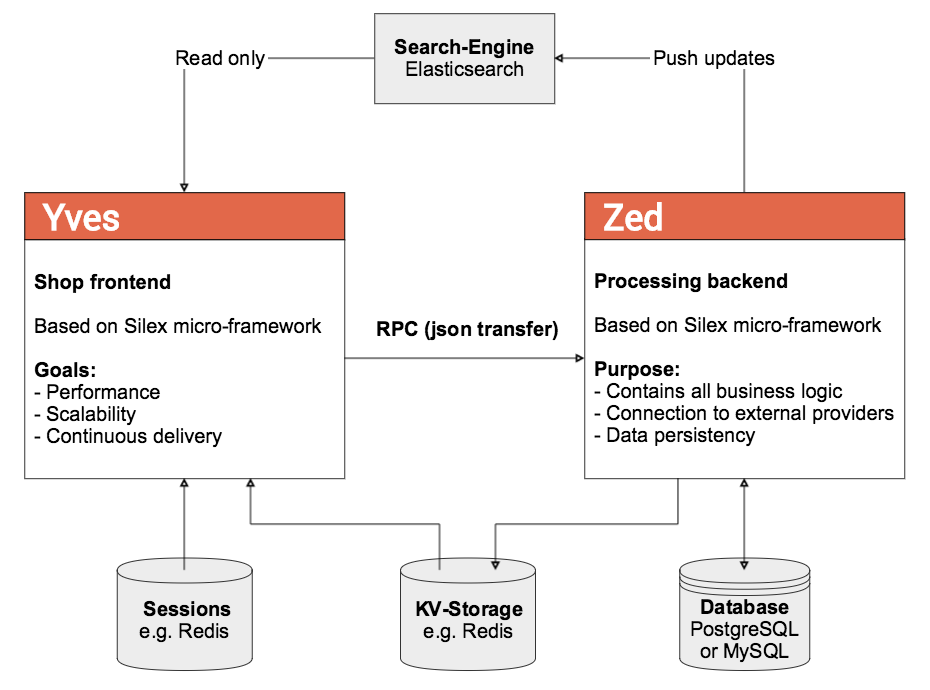 Search-Engine
Elasticsearch
Read only
Push updates
Yves
Shop frontend
Based on Silex micro-framework
Goals:
- Performance
- Scalability
- Continuous delivery
RPC (json transfer)
Zed
Processing backend
Based on Silex micro-framework
Purpose:
- Contains all business logic
- Connection to external providers
- Data persistency
Sessions
e.g. Redis
KV-Storage
e.g. Redis
Database
PostgreSQL
or MySQL